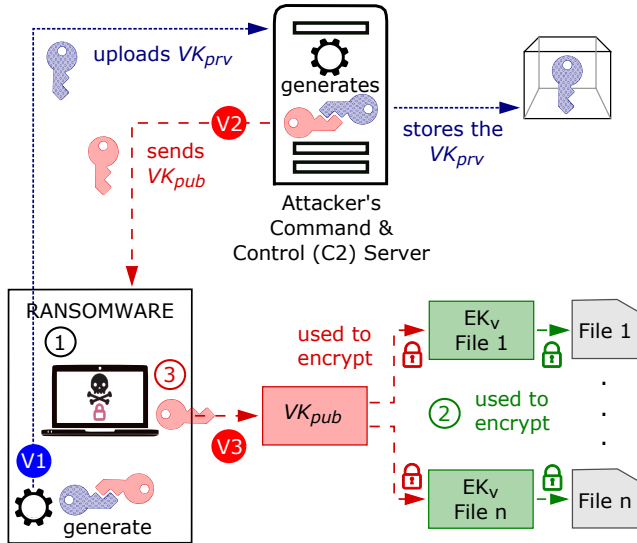 uploads VKprv
generates
V2
sends
VKpub
stores the
VKprv
Attacker's
Command &
Control (C2) Server
RANSOMWARE
1
3
V1
generate
V3
used to
encrypt
VKpub
EKv
File 1
File 1
2
used to
encrypt
EKv
File n
File n